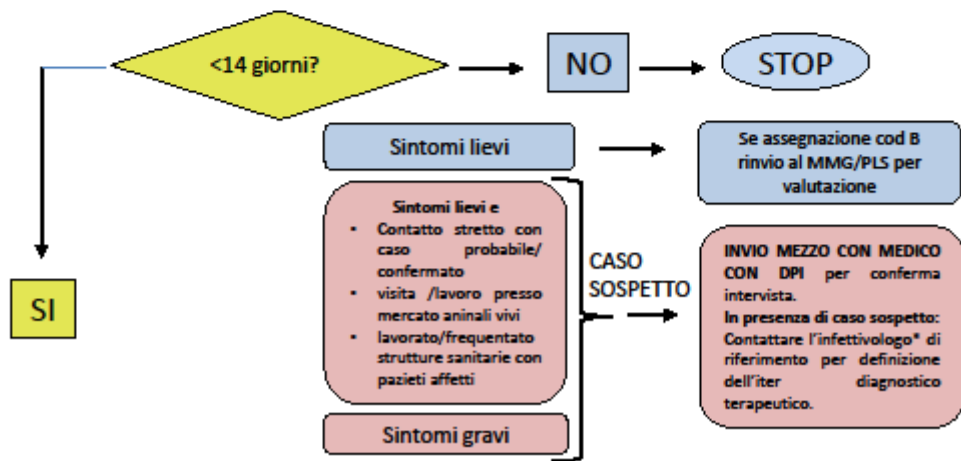 <14 giorni?
NO
STOP
Sintomi lievi
Se assegnazione cod B
rinvio al MMG/PLS per
valutazione
Sintomi lievi e
• Contatto stretto con
caso probabile/
confermato
• visita /lavoro presso
mercato aninali vivi
• lavorato/frequentato
strutture sanitarie con
pazieti affetti
CASO
SOSPETTO
INVIO MEZZO CON MEDICO
CON DPI per conferma
intervista.
In presenza di caso sospetto:
Contattare l'infettivologo* di
riferimento per definizione
dell'iter diagnostico
terapeutico.
SI
Sintomi gravi